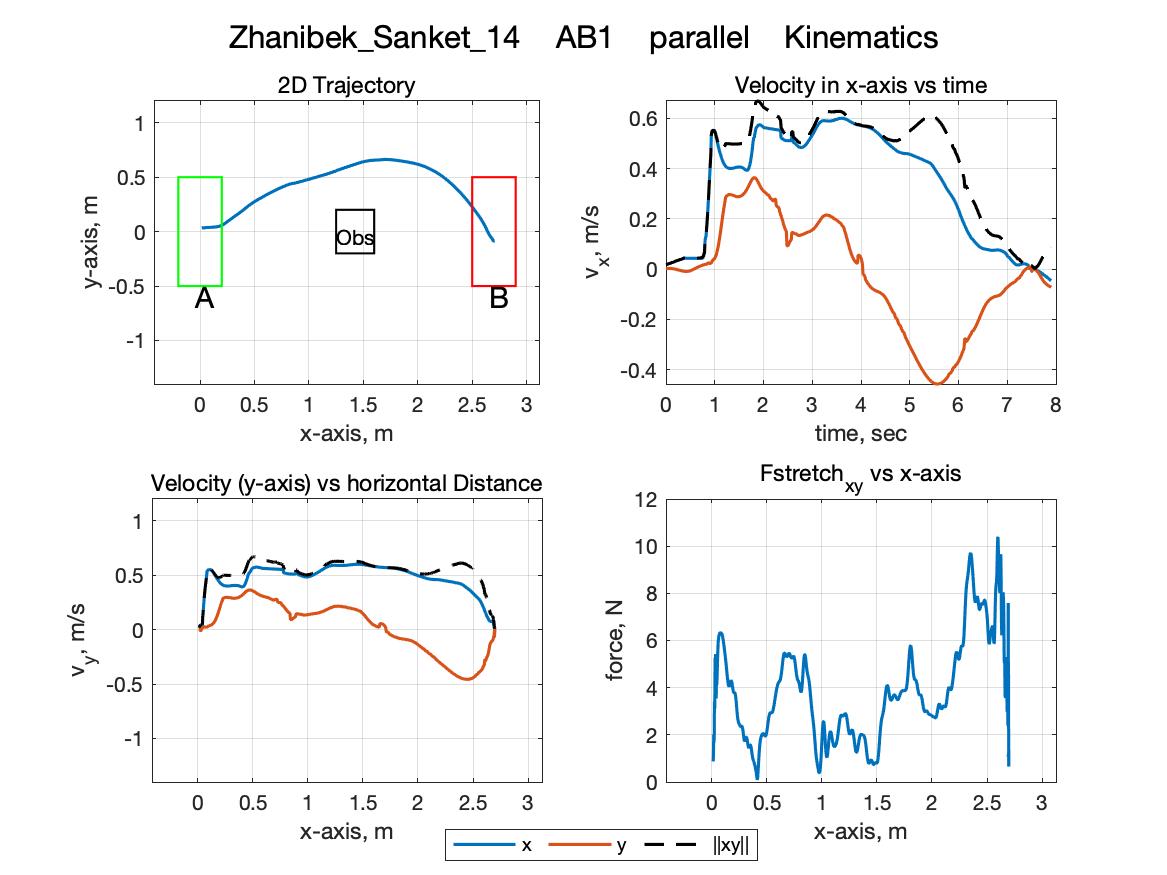 Zhanibek_Sanket_14 AB1 parallel Kinematics
2D Trajectory
1
0.5
0
-0.5
-1
y-axis, m
Obs
A
B
0 0.5 1 1.5 2 2.5 3
x-axis, m
Velocity in x-axis vs time
0.6
0.4
0.2
0
-0.2
-0.4
vx, m/s
0 1 2 3 4 5 6 7 8
time, sec
Velocity (y-axis) vs horizontal Distance
1
0.5
0
-0.5
-1
vy, m/s
0 0.5 1 1.5 2 2.5 3
x-axis, m
Fstretchxy vs x-axis
12
10
8
6
4
2
0
force, N
0 0.5 1 1.5 2 2.5 3
x-axis, m
x y ||xy||